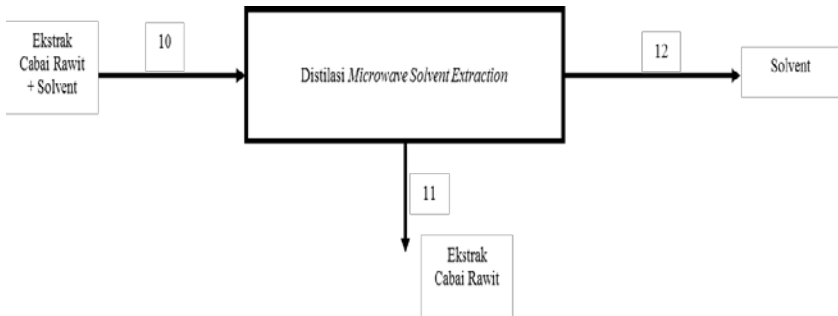 Ekstrak
Cabai Rawit
+ Solvent
10
Distilasi Microwave Solvent Extraction
12
Solvent
11
Ekstrak
Cabai Rawit